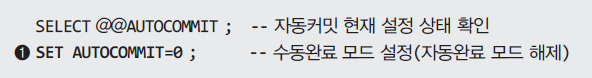 SELECT @@AUTOCOMMIT ; -- 자동커밋 현재 설정 상태 확인
❶ SET AUTOCOMMIT=0 ; -- 수동완료 모드 설정(자동완료 모드 해제)